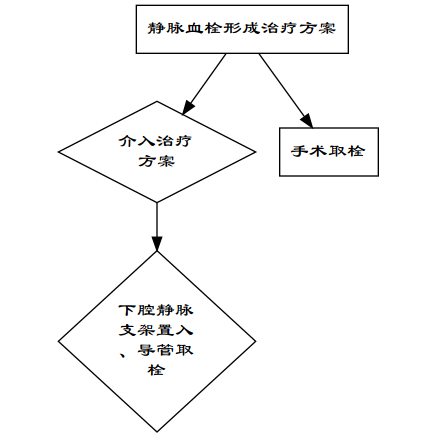 静脉血栓形成治疗方案
介入治疗
方案
手术取栓
下腔静脉
支架置入
、导管取
栓